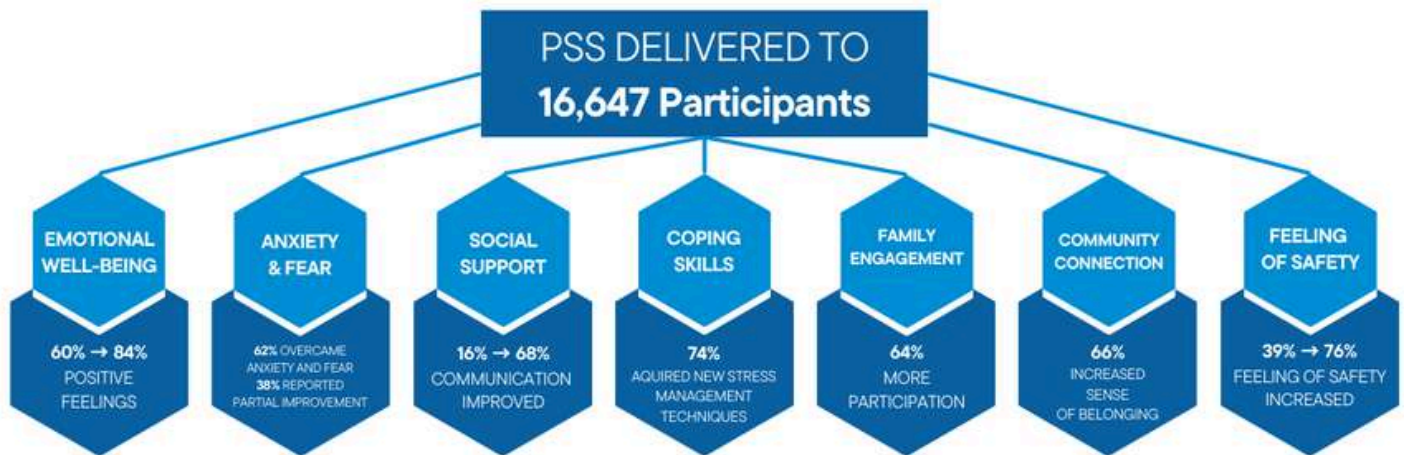 PSS DELIVERED TO
16,647 Participants
EMOTIONAL
WELL-BEING
60% → 84%
POSITIVE
FEELINGS
ANXIETY
& FEAR
62% OVERCAME
ANXIETY AND FEAR
38% REPORTED
PARTIAL IMPROVEMENT
SOCIAL
SUPPORT
16% → 68%
COMMUNICATION
IMPROVED
COPING
SKILLS
74%
AQUIRED NEW STRESS
MANAGEMENT
TECHNIQUES
FAMILY
ENGAGEMENT
64%
MORE
PARTICIPATION
COMMUNITY
CONNECTION
66%
INCREASED
SENSE
OF BELONGING
FEELING
OF SAFETY
39% → 76%
FEELING OF SAFETY
INCREASED